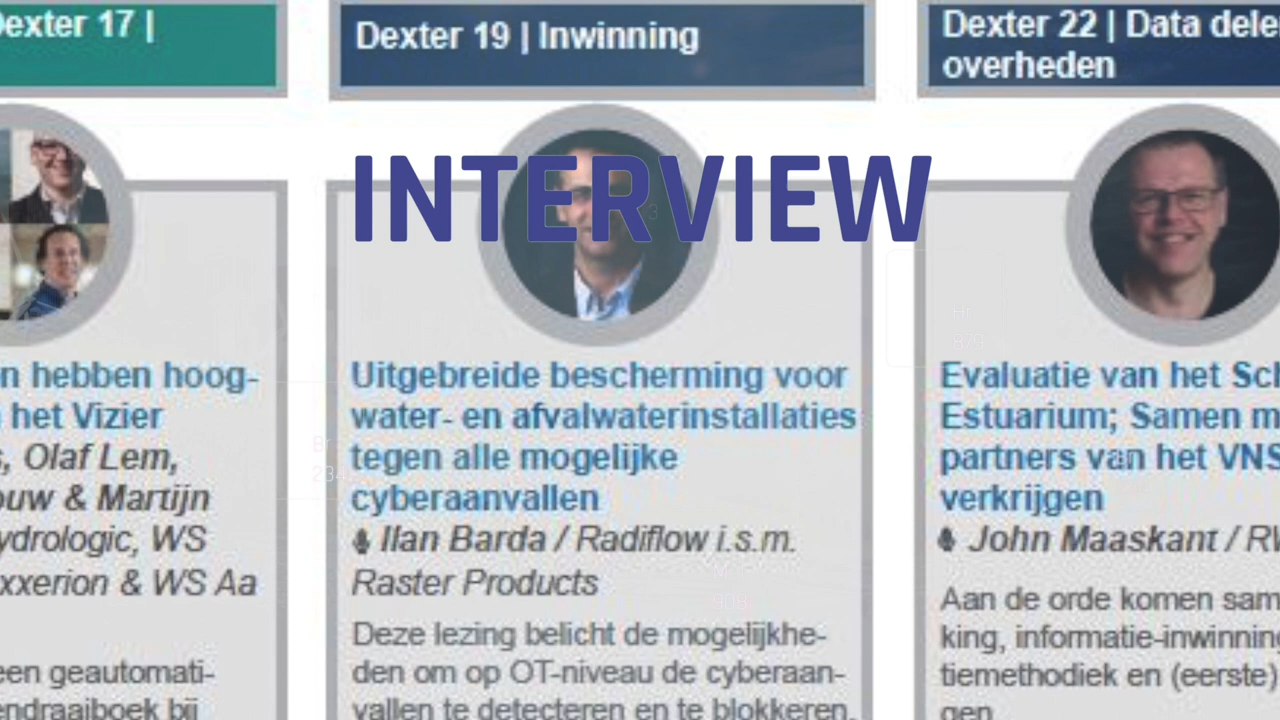 Dexter 17 |
n hebben hoog-
het Vizier
s, Olaf Lem,
ouw & Martijn
ydrologic, WS
xxerion & WS Aa
een geautomati-
endraaiboek bij
INTERVIEW
Dexter 19 | Inwinning
Uitgebreide bescherming voor
water- en afvalwaterinstallaties
tegen alle mogelijke
cyberaanvallen
Ilan Barda / Radiflow i.s.m.
Raster Products
Deze lezing belicht de mogelijkhe-
den om op OT-niveau de cyberaan-
vallen te detecteren en te blokkeren.
Dexter 22 | Data dele
overheden
Evaluatie van het Sch
Estuarium; Samen m
partners van het VNS
verkrijgen
John Maaskant / RW
Aan de orde komen sam
king, informatie-inwinning
tiemethodiek en (eerste)
gen